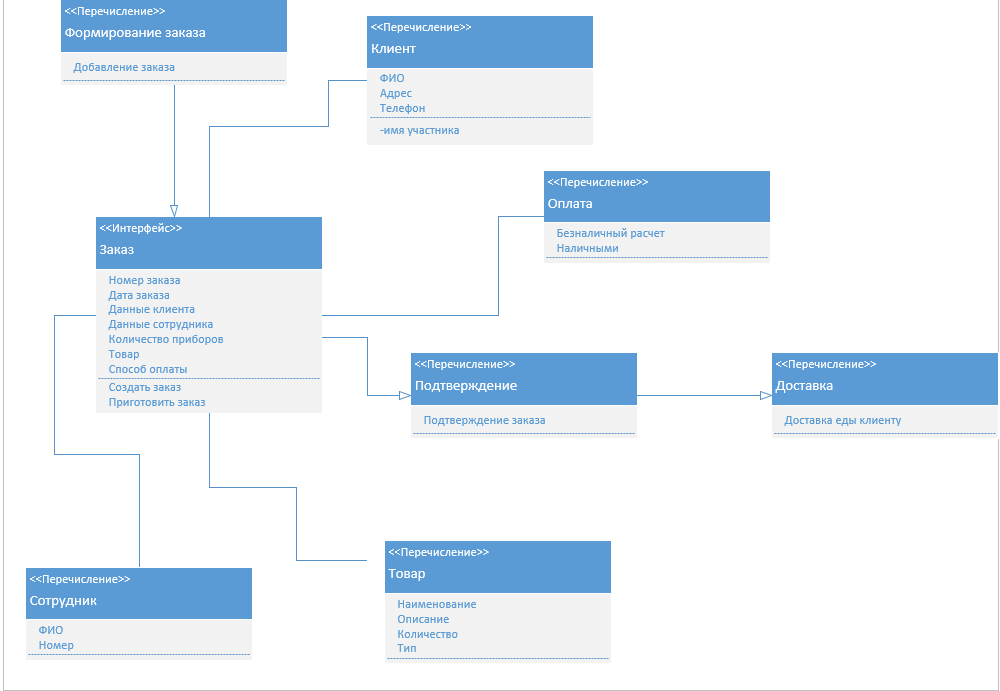 <<Перечисление>>
Формирование заказа
Добавление заказа
<<Перечисление>>
Клиент
ФИО
Адрес
Телефон
-имя участника
<<Перечисление>>
Оплата
Безналичный расчет
Наличными
<<Интерфейс>>
Заказ
Номер заказа
Дата заказа
Данные клиента
Данные сотрудника
Количество приборов
Товар
Способ оплаты
Создать заказ
Приготовить заказ
<<Перечисление>>
Подтверждение
Подтверждение заказа
<<Перечисление>>
Доставка
Доставка еды клиенту
<<Перечисление>>
Сотрудник
ФИО
Номер
<<Перечисление>>
Товар
Наименование
Описание
Количество
Тип